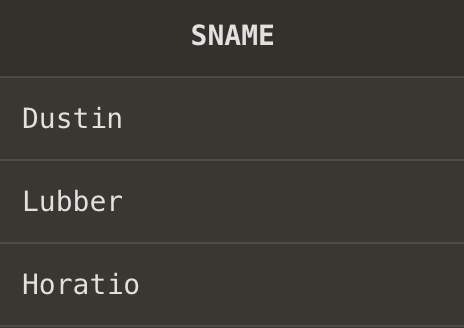 SNAME
Dustin
Lubber
Horatio